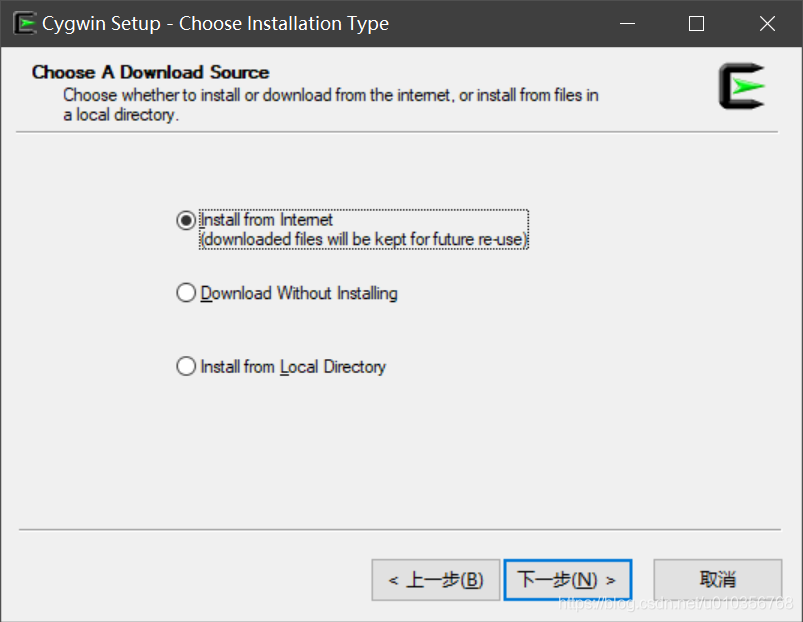 Cygwin Setup - Choose Installation Type
Choose A Download Source
Choose whether to install or download from the internet, or install from files in
a local directory.
Install from Internet
(downloaded files will be kept for future re-use)
Download Without Installing
Install from Local Directory
< 上一步(B)
下一步(N) >
取消
https://blog.csdn.net/u010356768